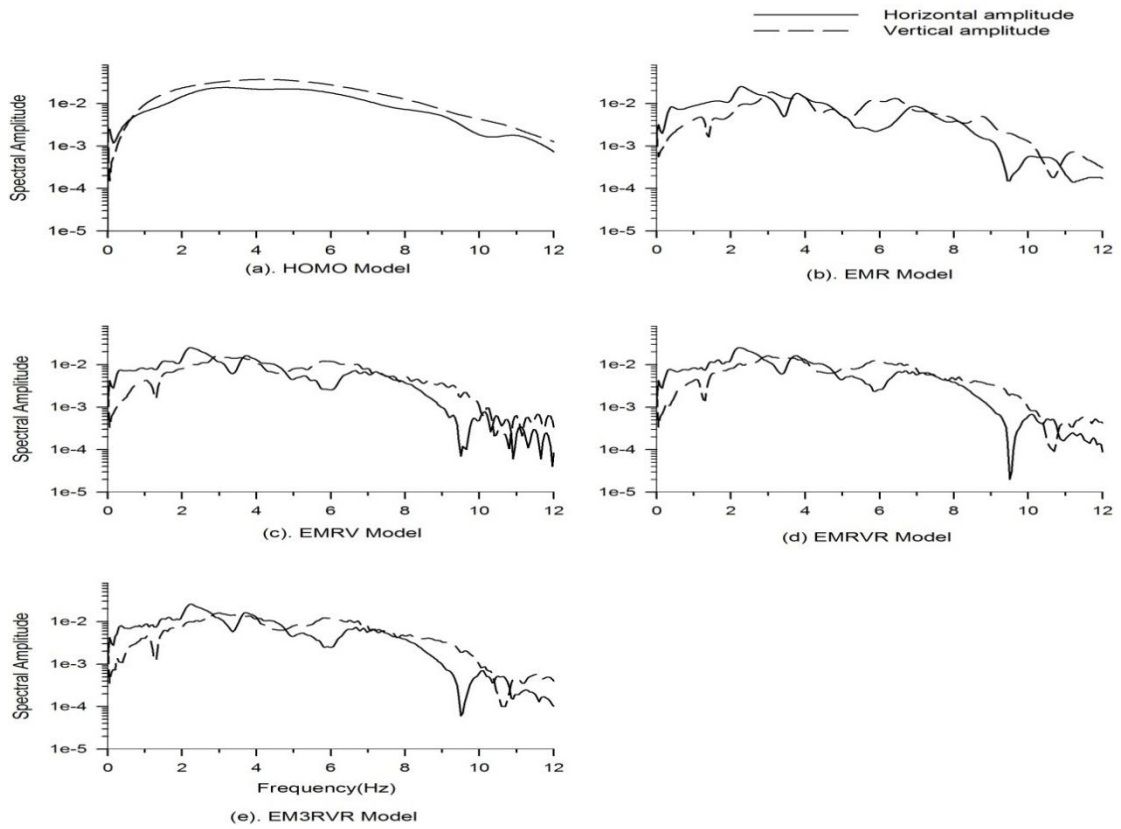 Horizontal amplitude
Vertical amplitude
Spectral Amplitude
1e-2
1e-3
1e-4
1e-5
0 2 4 6 8 10 12
(a). HOMO Model
1e-2
1e-3
1e-4
1e-5
0 2 4 6 8 10 12
(b). EMR Model
Spectral Amplitude
1e-2
1e-3
1e-4
1e-5
0 2 4 6 8 10 12
(c). EMRV Model
1e-2
1e-3
1e-4
1e-5
0 2 4 6 8 10 12
(d) EMRVR Model
Spectral Amplitude
1e-2
1e-3
1e-4
1e-5
0 2 4 6 8 10 12
Frequency(Hz)
(e). EM3RVR Model